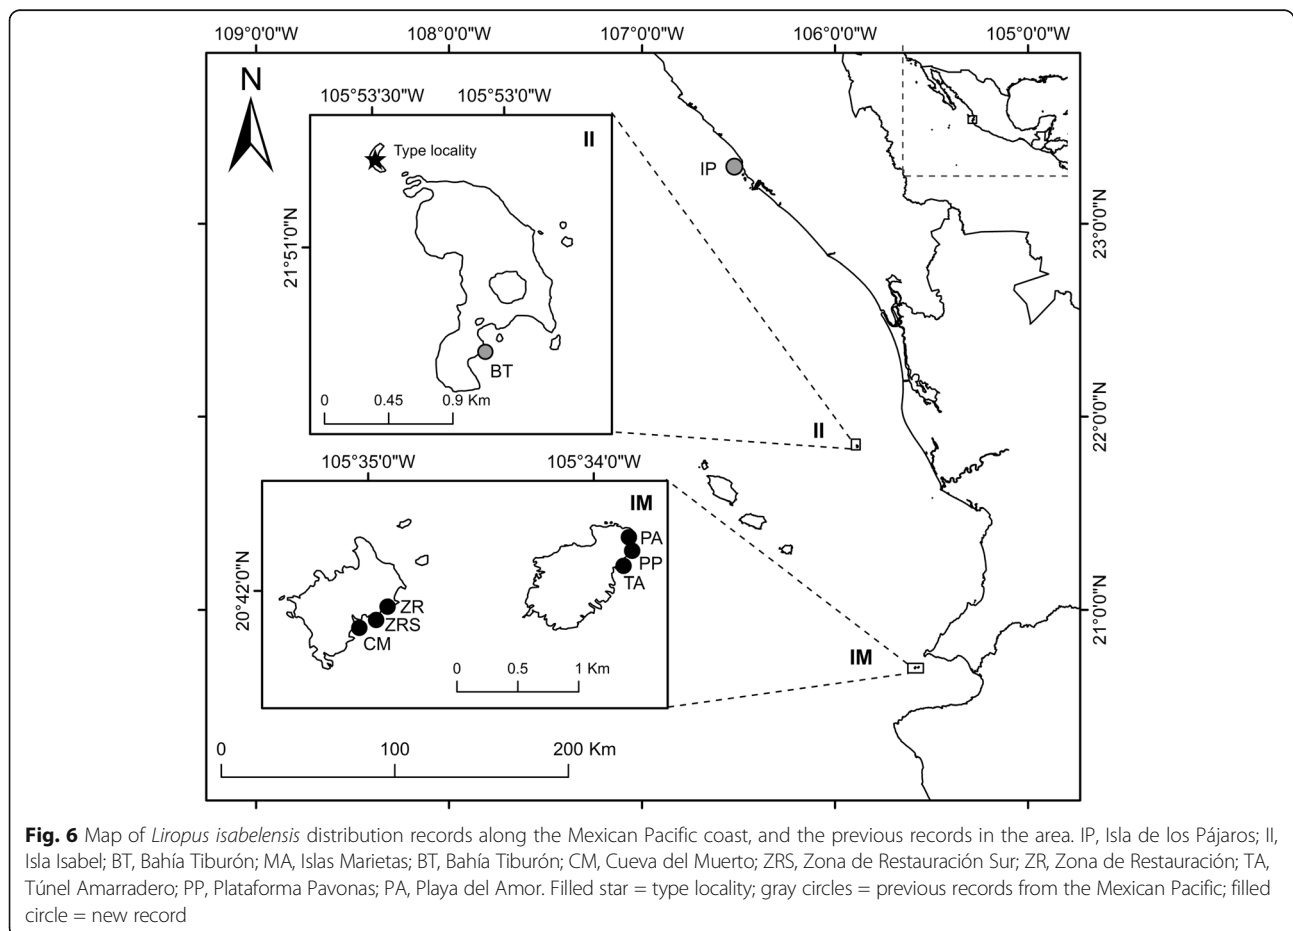 109°0'0"W 108°0'0"W 107°0'0"W 106°0'0"W 105°0'0"W
N
105°53'30"W 105°53'0"W
II
Type locality
21°51'0"N
BT
0 0.45 0.9 Km
IP
23°0'0"N
22°0'0"N
21°0'0"N
II
105°35'0"W 105°34'0"W
IM
PA
PP
TA
20°42'0"N
ZR
ZRS
CM
0 0.5 1 Km
IM
0 100 200 Km
Fig. 6 Map of Liropus isabelensis distribution records along the Mexican Pacific coast, and the previous records in the area. IP, Isla de los Pájaros; II,
Isla Isabel; BT, Bahía Tiburón; MA, Islas Marietas; BT, Bahía Tiburón; CM, Cueva del Muerto; ZRS, Zona de Restauración Sur; ZR, Zona de Restauración; TA,
Túnel Amarradero; PP, Plataforma Pavonas; PA, Playa del Amor. Filled star = type locality; gray circles = previous records from the Mexican Pacific; filled
circle = new record